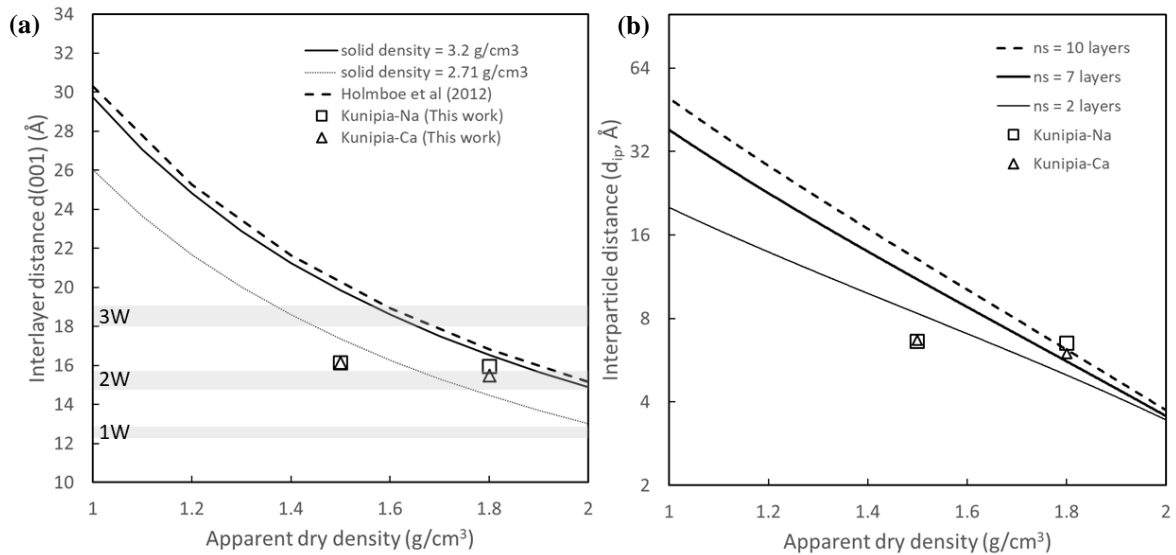 (a)
34
32
30
28
26
24
22
20
18
16
14
12
10
Interlayer distance d(001) (Å)
solid density = 3.2 g/cm3
solid density = 2.71 g/cm3
Holmboe et al (2012)
Kunipia-Na (This work)
Kunipia-Ca (This work)
3W
2W
1W
1 1.2 1.4 1.6 1.8 2
Apparent dry density (g/cm³)
(b)
64
32
16
8
4
2
Interparticle distance (dip, Å)
ns = 10 layers
ns = 7 layers
ns = 2 layers
Kunipia-Na
Kunipia-Ca
1 1.2 1.4 1.6 1.8 2
Apparent dry density (g/cm³)